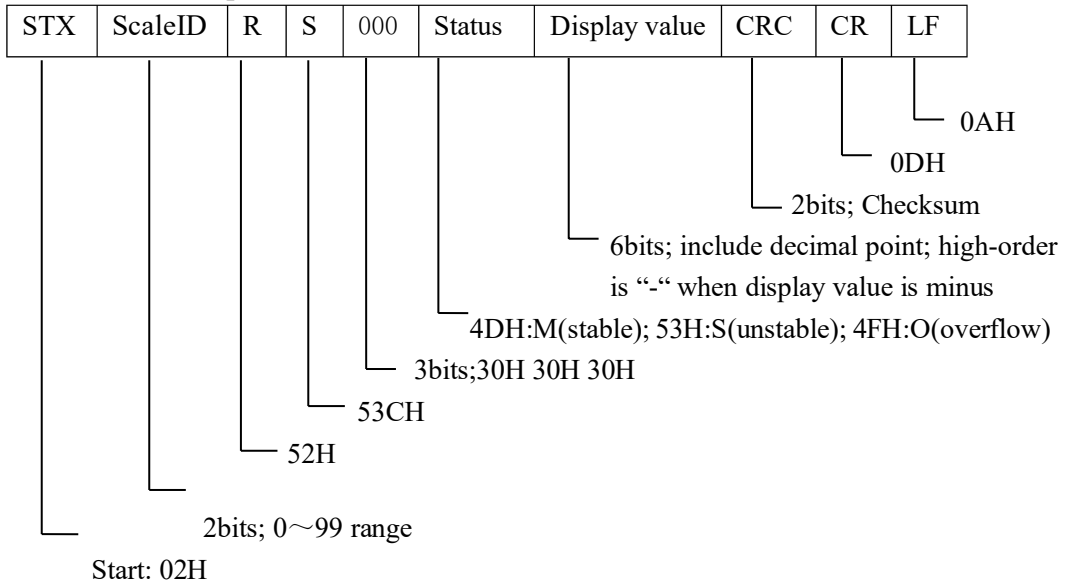 STX ScaleID R S 000 Status Display value CRC CR LF
0AH
0DH
2bits; Checksum
6bits; include decimal point; high-order
is “-“ when display value is minus
4DH:M(stable); 53H:S(unstable); 4FH:O(overflow)
3bits;30H 30H 30H
53CH
52H
2bits; 0～99 range
Start: 02H